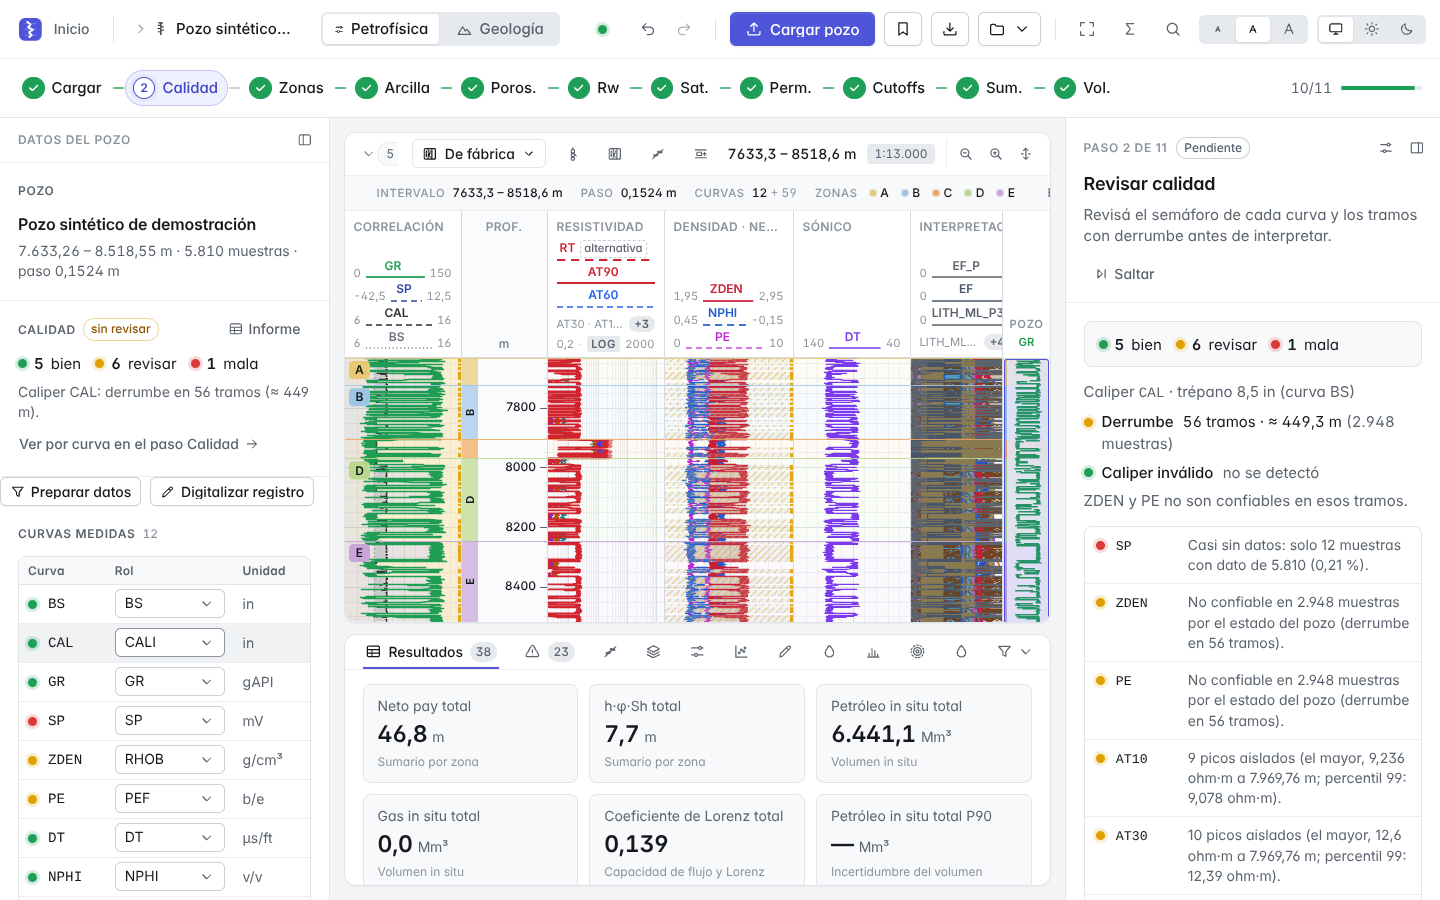 Inicio
Pozo sintético...
Petrofísica
Geología
Cargar pozo
A
A
A
Cargar
2 Calidad
Zonas
Arcilla
Poros.
Rw
Sat.
Perm.
Cutoffs
Sum.
Vol.
10/11
DATOS DEL POZO
POZO
Pozo sintético de demostración
7.633,26 – 8.518,55 m · 5.810 muestras ·
paso 0,1524 m
CALIDAD sin revisar Informe
5 bien 6 revisar 1 mala
Caliper CAL: derrumbe en 56 tramos (≈ 449
m).
Ver por curva en el paso Calidad →
Preparar datos
Digitalizar registro
CURVAS MEDIDAS 12
Curva Rol Unidad
BS BS in
CAL CALI in
GR GR gAPI
SP SP mV
ZDEN RHOB g/cm³
PE PEF b/e
DT DT µs/ft
NPHI NPHI v/v
5 De fábrica 7633,3 – 8518,6 m 1:13.000
INTERVALO 7633,3 – 8518,6 m PASO 0,1524 m CURVAS 12 + 59 ZONAS A B C D E
CORRELACIÓN PROF. RESISTIVIDAD DENSIDAD · NE... SÓNICO INTERPRETAC
RT alternativa
0 GR 150
AT90
-42,5 SP 12,5
AT60
6 CAL 16
AT30 · AT1... +3
6 BS 16
m
0,2 · LOG 2000
1,95 ZDEN 2,95
0,45 NPHI -0,15
0 PE 10
140 DT 40
0 EF_P
0 EF
0 LITH_ML_P3
LITH_ML... +4
POZO
GR
A
B
D
E
B
D
E
7800
8000
8200
8400
Resultados 38
23
Neto pay total
46,8 m
Sumario por zona
h·φ·Sh total
7,7 m
Sumario por zona
Petróleo in situ total
6.441,1 Mm³
Volumen in situ
Gas in situ total
0,0 Mm³
Volumen in situ
Coeficiente de Lorenz total
0,139
Capacidad de flujo y Lorenz
Petróleo in situ total P90
— Mm³
Incertidumbre del volumen
PASO 2 DE 11 Pendiente
Revisar calidad
Revisá el semáforo de cada curva y los tramos
con derrumbe antes de interpretar.
Saltar
5 bien 6 revisar 1 mala
Caliper CAL · trépano 8,5 in (curva BS)
Derrumbe 56 tramos · ≈ 449,3 m (2.948
muestras)
Caliper inválido no se detectó
ZDEN y PE no son confiables en esos tramos.
SP Casi sin datos: solo 12 muestras
con dato de 5.810 (0,21 %).
ZDEN No confiable en 2.948 muestras
por el estado del pozo (derrumbe
en 56 tramos).
PE No confiable en 2.948 muestras
por el estado del pozo (derrumbe
en 56 tramos).
AT10 9 picos aislados (el mayor, 9,236
ohm·m a 7.969,76 m; percentil 99:
9,078 ohm·m).
AT30 10 picos aislados (el mayor, 12,6
ohm·m a 7.969,76 m; percentil 99:
12,39 ohm·m).